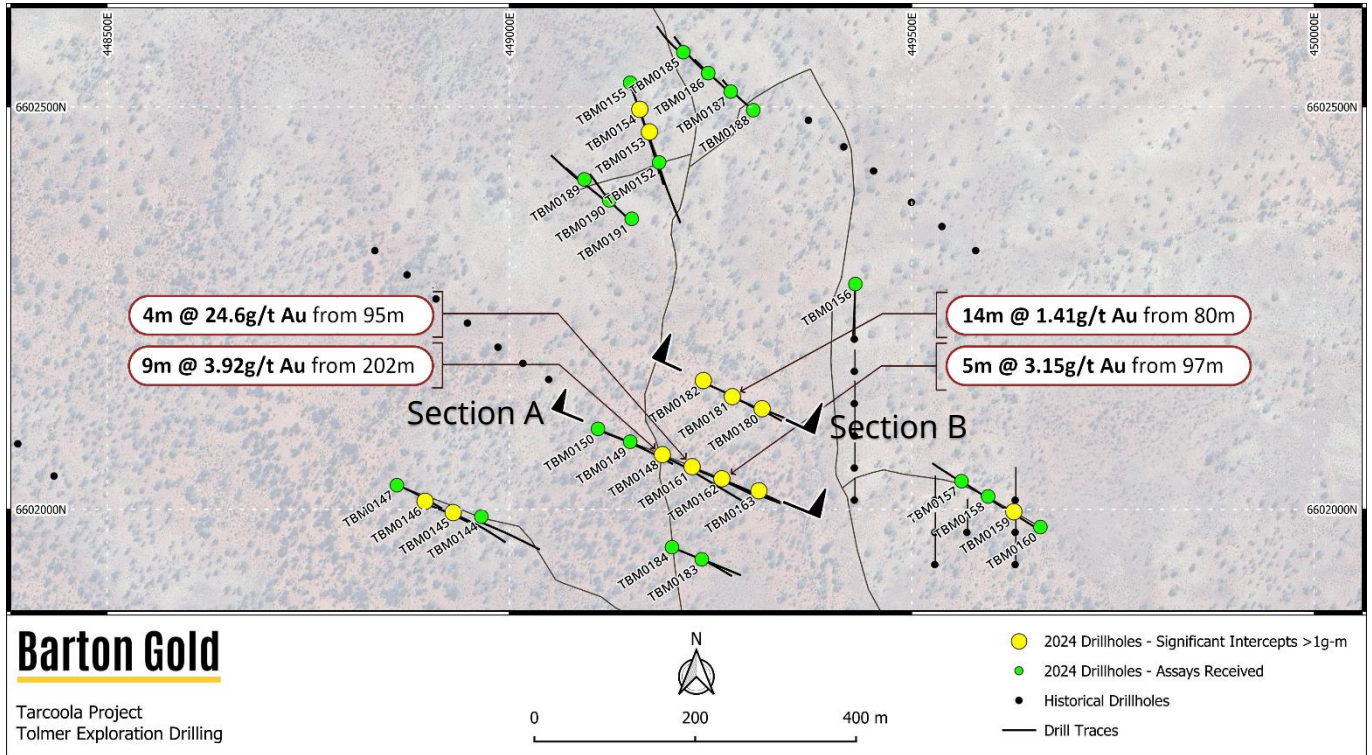 448500E
449000E
449500E
450000E
6602500N
6602500N
TBM0185
TBM0186
TBM0187
TBM0188
TBM0155
TBM0154
TBM0153
TBM0152
TBM0189
TBM0190
TBM0191
TBM0156
4m @ 24.6g/t Au from 95m
14m @ 1.41g/t Au from 80m
9m @ 3.92g/t Au from 202m
5m @ 3.15g/t Au from 97m
TBM0182
TBM0181
TBM0180
Section A
Section B
TBM0150
TBM0149
TBM0148
TBM0161
TBM0162
TBM0163
TBM0147
TBM0146
TBM0145
TBM0144
TBM0157
TBM0158
TBM0159
TBM0160
6602000N
6602000N
TBM0184
TBM0183
Barton Gold
Tarcoola Project
Tolmer Exploration Drilling
N
0 200 400 m
2024 Drillholes - Significant Intercepts >1g-m
2024 Drillholes - Assays Received
Historical Drillholes
Drill Traces